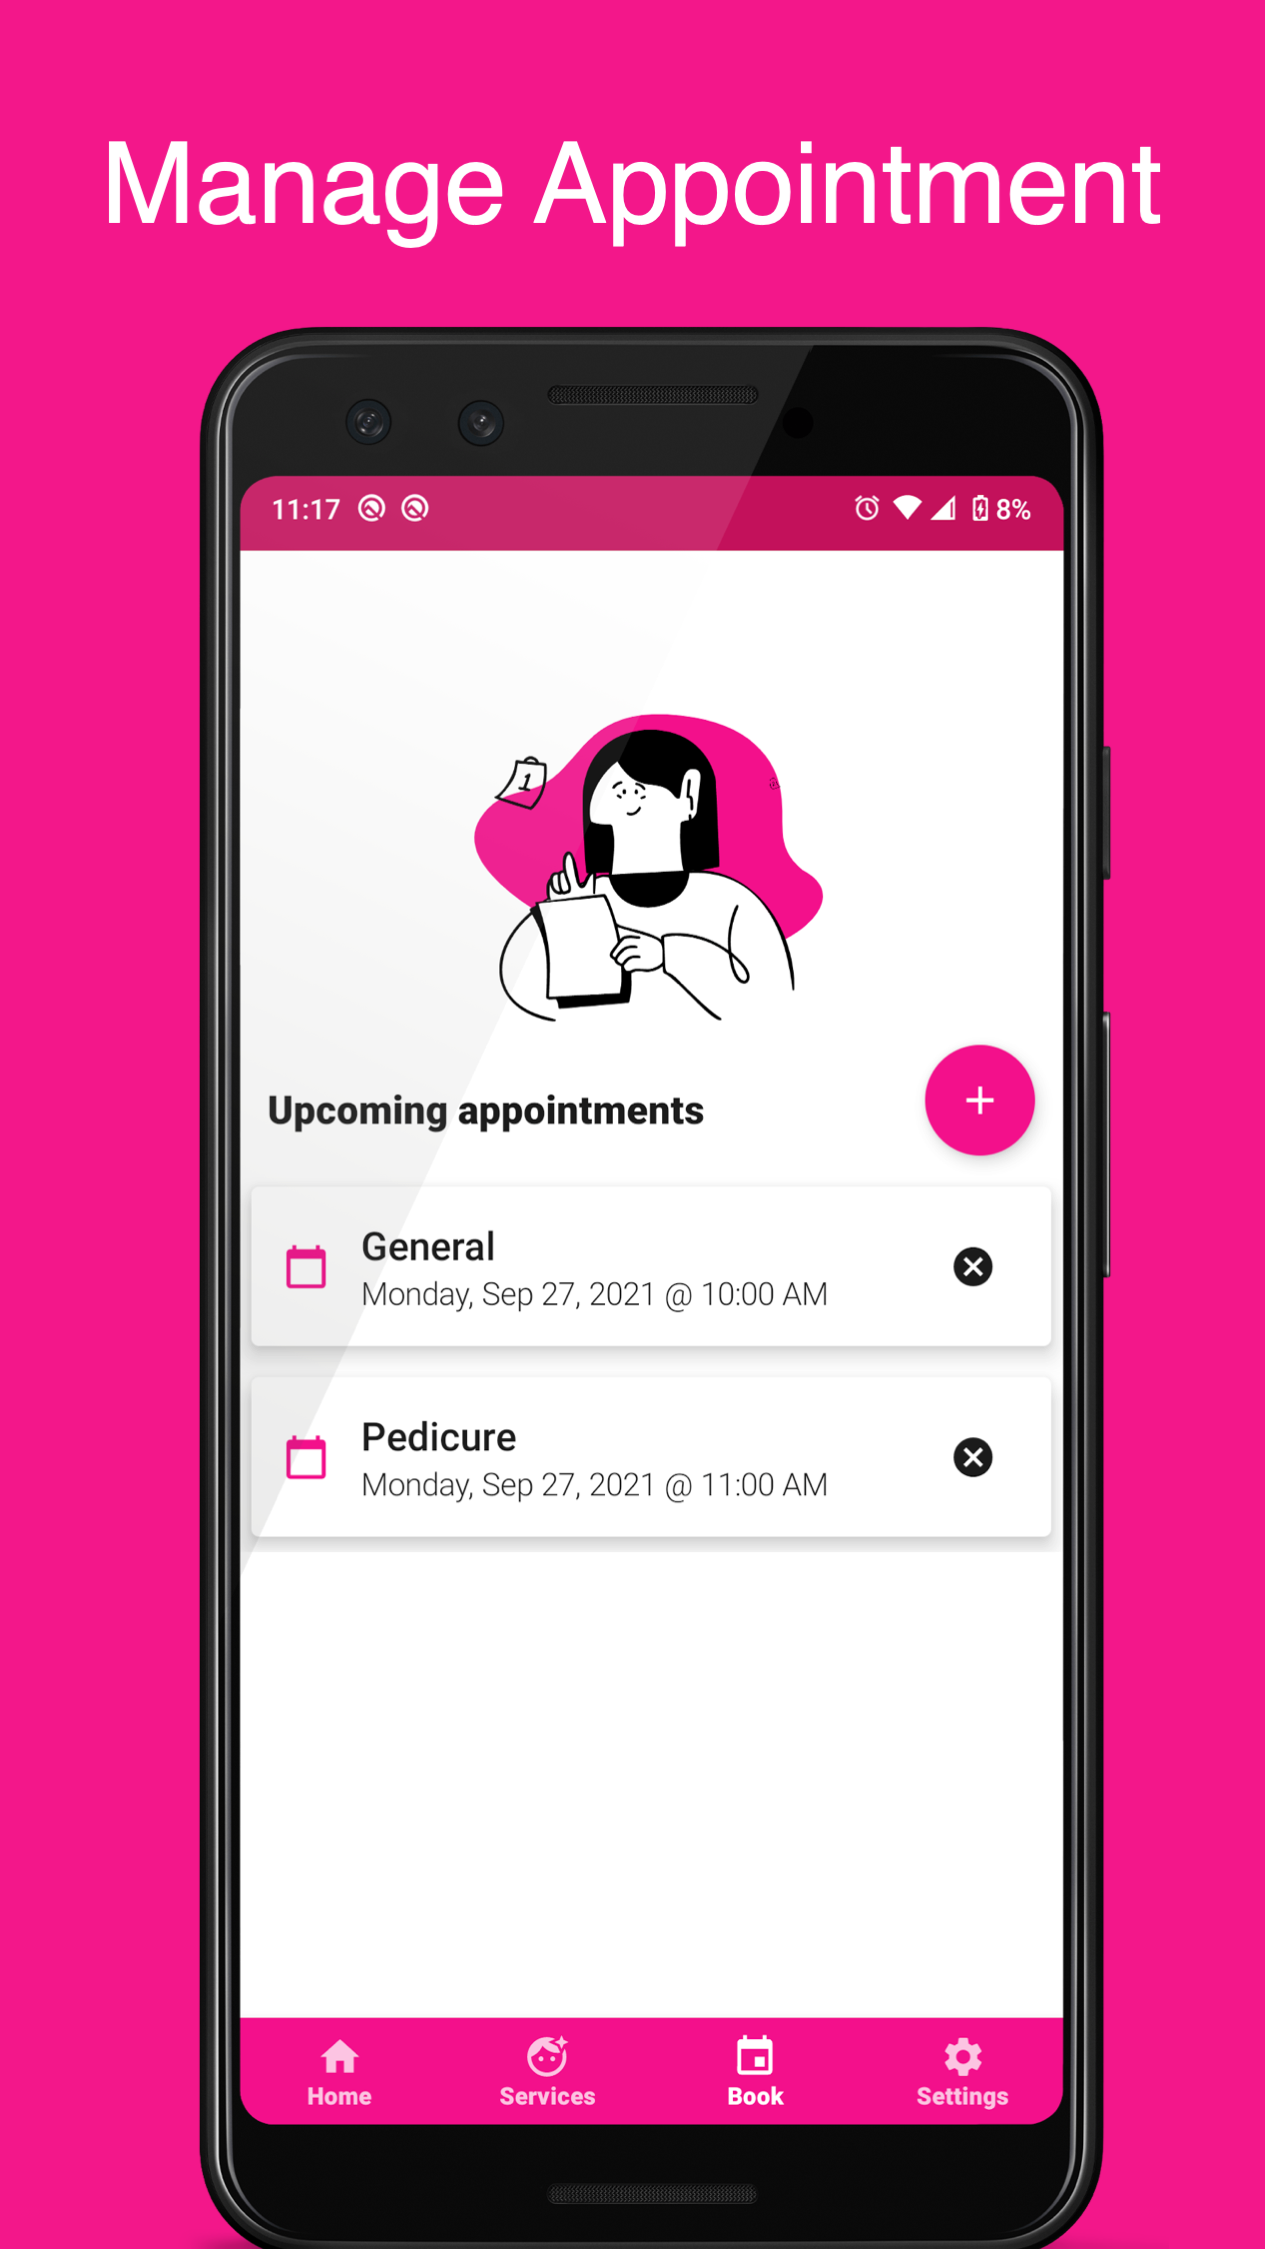 Manage Appointment
11:17 8%
1
Upcoming appointments
General
Monday, Sep 27, 2021 @ 10:00 AM
Pedicure
Monday, Sep 27, 2021 @ 11:00 AM
Home Services Book Settings